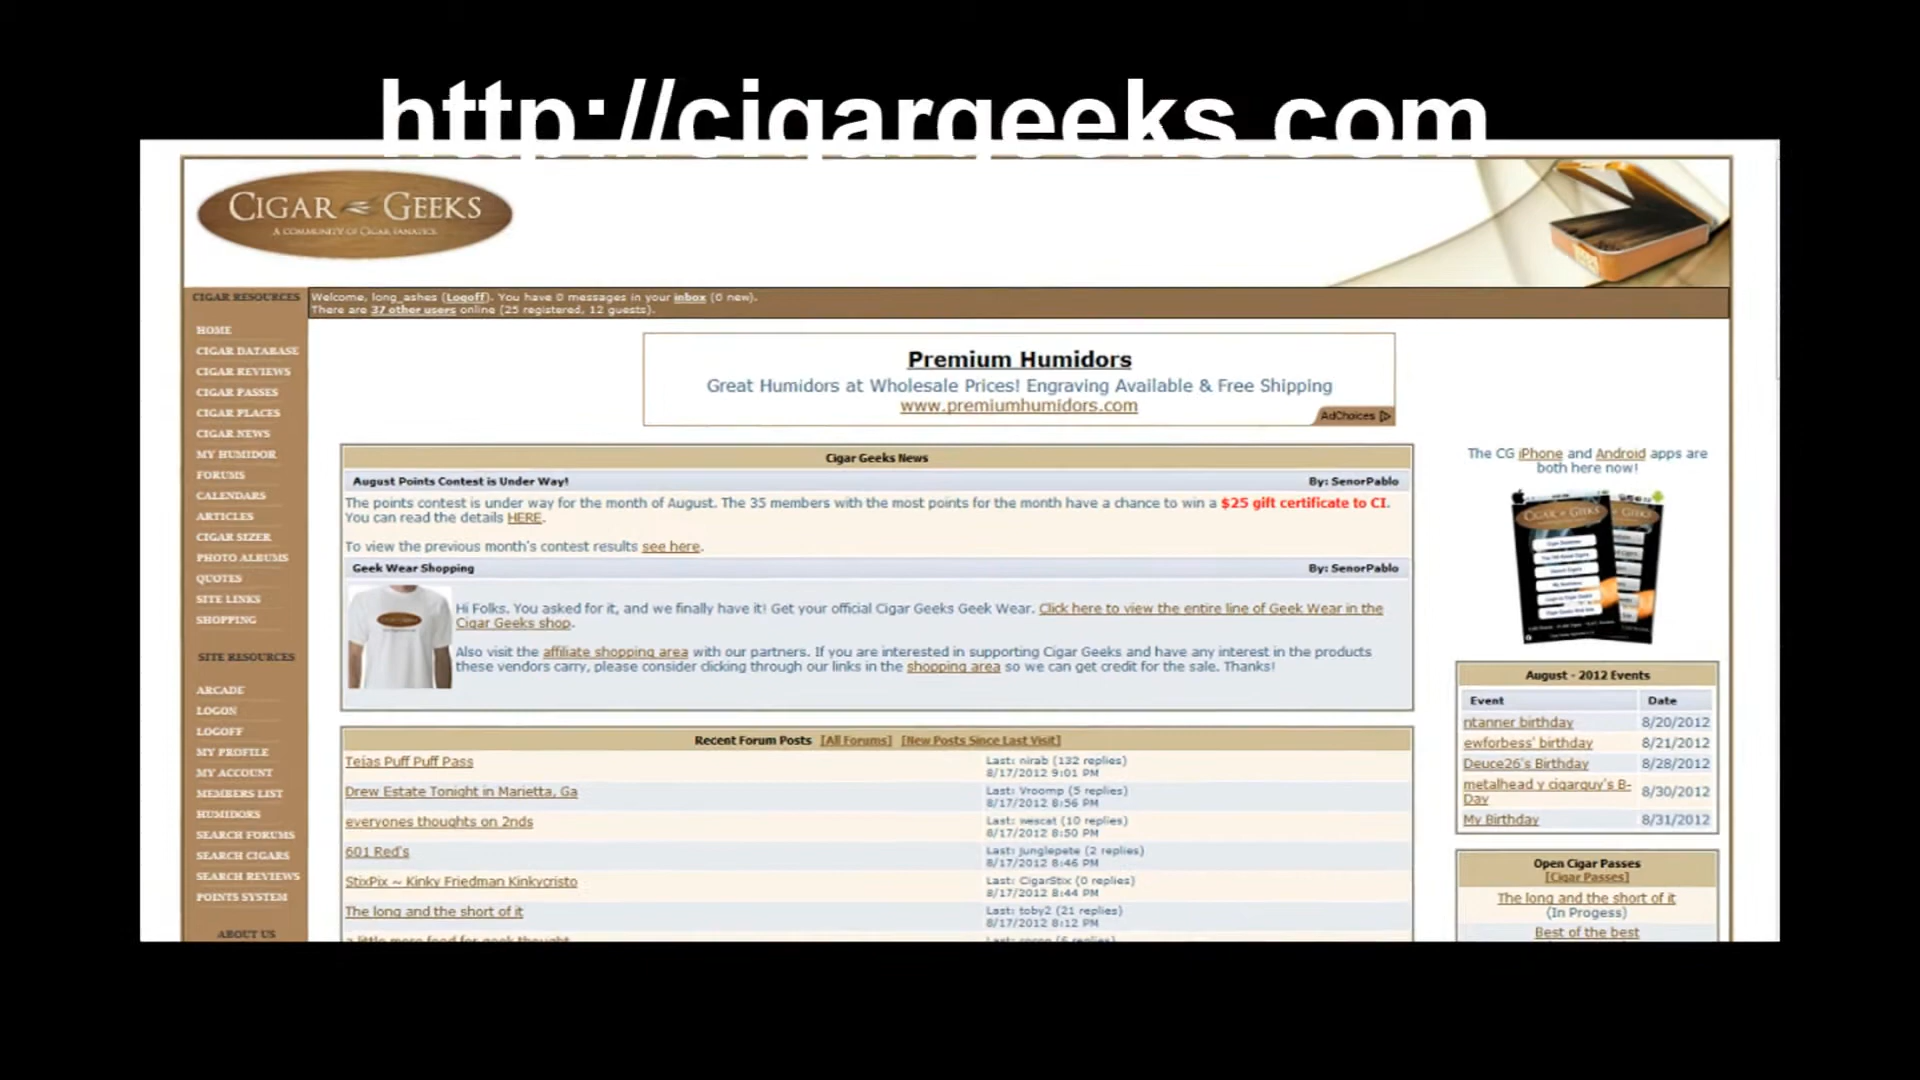 http://cigargeeks.com
CIGAR GEEKS
A COMMUNITY OF CIGAR FANATICS
CIGAR RESOURCES
Welcome, long_ashes (Logoff). You have 0 messages in your inbox (0 new).
There are 37 other users online (25 registered, 12 guests).
HOME
CIGAR DATABASE
CIGAR REVIEWS
CIGAR PASSES
CIGAR PLACES
CIGAR NEWS
MY HUMIDOR
FORUMS
CALENDARS
ARTICLES
CIGAR SIZER
PHOTO ALBUMS
QUOTES
SITE LINKS
SHOPPING
SITE RESOURCES
ARCADE
LOGON
LOGOFF
MY PROFILE
MY ACCOUNT
MEMBERS LIST
HUMIDORS
SEARCH FORUMS
SEARCH CIGARS
SEARCH REVIEWS
POINTS SYSTEM
ABOUT US
Premium Humidors
Great Humidors at Wholesale Prices! Engraving Available & Free Shipping
www.premiumhumidors.com
AdChoices
Cigar Geeks News
August Points Contest is Under Way! By: SenorPablo
The points contest is under way for the month of August. The 35 members with the most points for the month have a chance to win a $25 gift certificate to CI.
You can read the details HERE.
To view the previous month's contest results see here.
Geek Wear Shopping By: SenorPablo
Hi Folks. You asked for it, and we finally have it! Get your official Cigar Geeks Geek Wear. Click here to view the entire line of Geek Wear in the
Cigar Geeks shop.
Also visit the affiliate shopping area with our partners. If you are interested in supporting Cigar Geeks and have any interest in the products
these vendors carry, please consider clicking through our links in the shopping area so we can get credit for the sale. Thanks!
Recent Forum Posts [All Forums] [New Posts Since Last Visit]
Tejas Puff Puff Pass
Last: nirab (132 replies)
8/17/2012 9:01 PM
Drew Estate Tonight in Marietta, Ga
Last: Vroomp (5 replies)
8/17/2012 8:56 PM
everyones thoughts on 2nds
Last: wescat (10 replies)
8/17/2012 8:50 PM
601 Red's
Last: junglepete (2 replies)
8/17/2012 8:46 PM
StixPix ~ Kinky Friedman Kinkycristo
Last: CigarStix (0 replies)
8/17/2012 8:44 PM
The long and the short of it
Last: toby2 (21 replies)
8/17/2012 8:12 PM
a little more food for geek thought
The CG iPhone and Android apps are
both here now!
CIGAR GEEKS
August - 2012 Events
Event Date
ntanner birthday 8/20/2012
ewforbess' birthday 8/21/2012
Deuce26's Birthday 8/28/2012
metalhead y cigarguy's B-
Day 8/30/2012
My Birthday 8/31/2012
Open Cigar Passes
[Cigar Passes]
The long and the short of it
(In Progess)
Best of the best